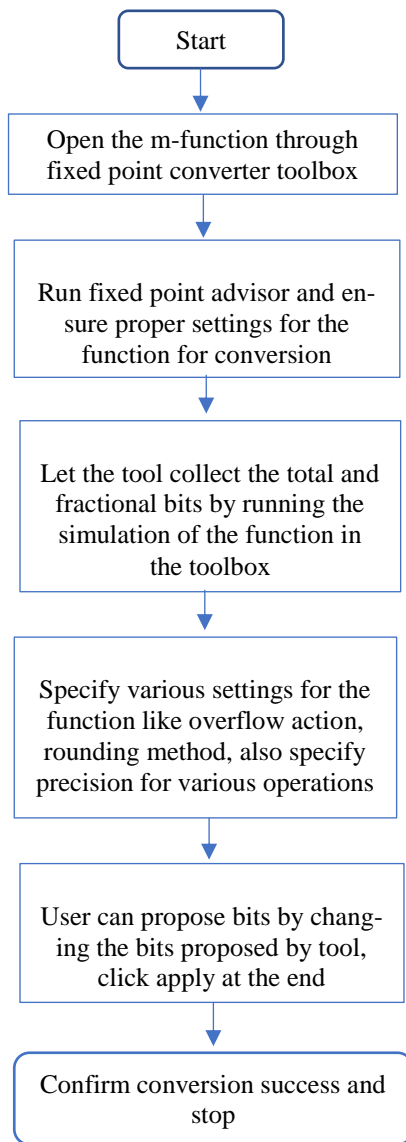 Start
Open the m-function through
fixed point converter toolbox
Run fixed point advisor and en-
sure proper settings for the
function for conversion
Let the tool collect the total and
fractional bits by running the
simulation of the function in
the toolbox
Specify various settings for the
function like overflow action,
rounding method, also specify
precision for various operations
User can propose bits by chang-
ing the bits proposed by tool,
click apply at the end
Confirm conversion success and
stop